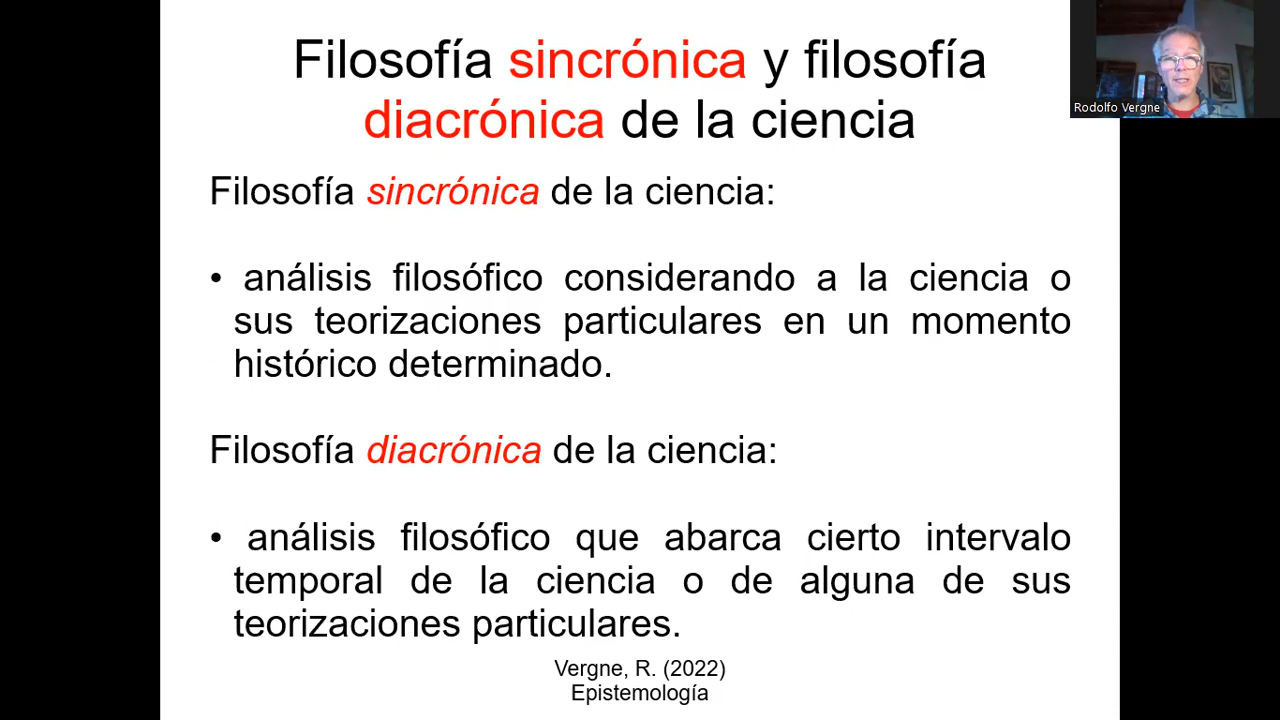 Filosofía sincrónica y filosofía
diacrónica de la ciencia
Rodolfo Vergne
Filosofía sincrónica de la ciencia:
• análisis filosófico considerando a la ciencia o
sus teorizaciones particulares en un momento
histórico determinado.
Filosofía diacrónica de la ciencia:
• análisis filosófico que abarca cierto intervalo
temporal de la ciencia o de alguna de sus
teorizaciones particulares.
Vergne, R. (2022)
Epistemología